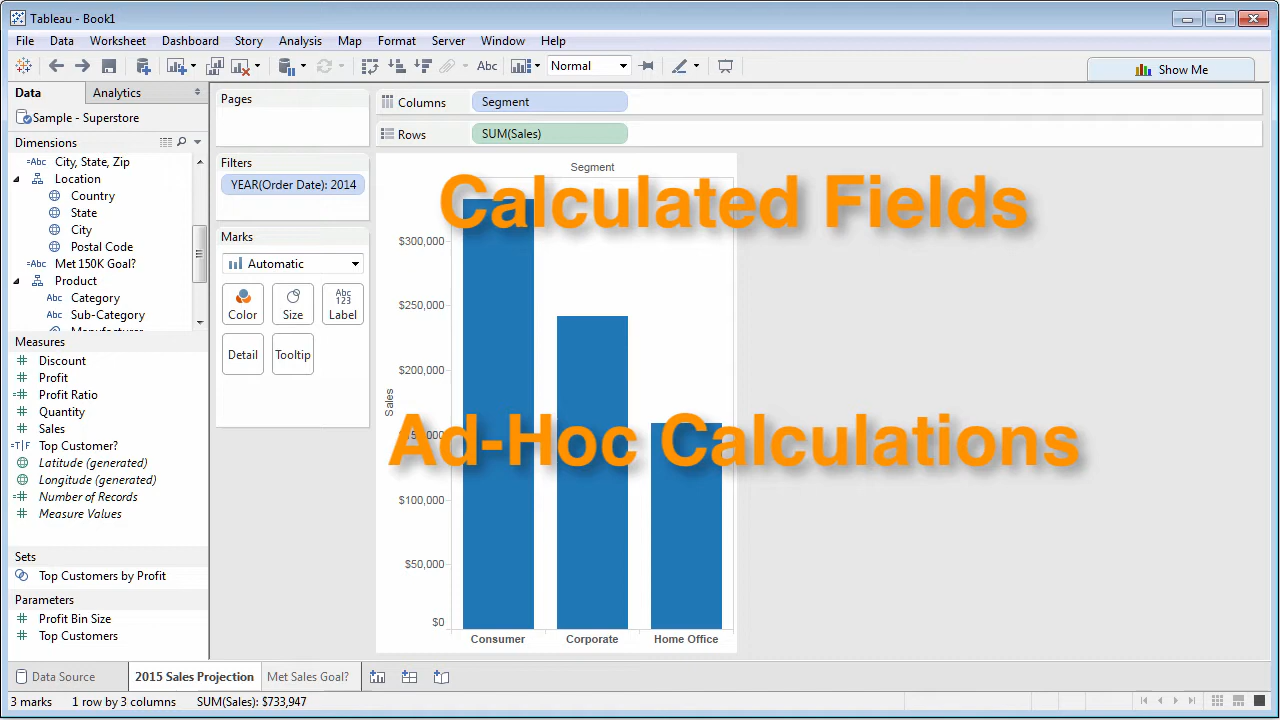 Tableau - Book1
File Data Worksheet Dashboard Story Analysis Map Format Server Window Help
Abc Normal Show Me
Data Analytics
Sample - Superstore
Dimensions
Abc City, State, Zip
Location
Country
State
City
Postal Code
Abc Met 150K Goal?
Product
Abc Category
Abc Sub-Category
Manufacturer
Measures
Discount
Profit
Profit Ratio
Quantity
Sales
T|F Top Customer?
Latitude (generated)
Longitude (generated)
Number of Records
Measure Values
Sets
Top Customers by Profit
Parameters
Profit Bin Size
Top Customers
Pages
Filters
YEAR(Order Date): 2014
Marks
Automatic
Color Size Abc 123 Label
Detail Tooltip
Columns Segment
Rows SUM(Sales)
Segment
Calculated Fields
$300,000
$250,000
$200,000
Sales
Ad-Hoc Calculations
$100,000
$50,000
$0
Consumer Corporate Home Office
Data Source 2015 Sales Projection Met Sales Goal?
3 marks 1 row by 3 columns SUM(Sales): $733,947